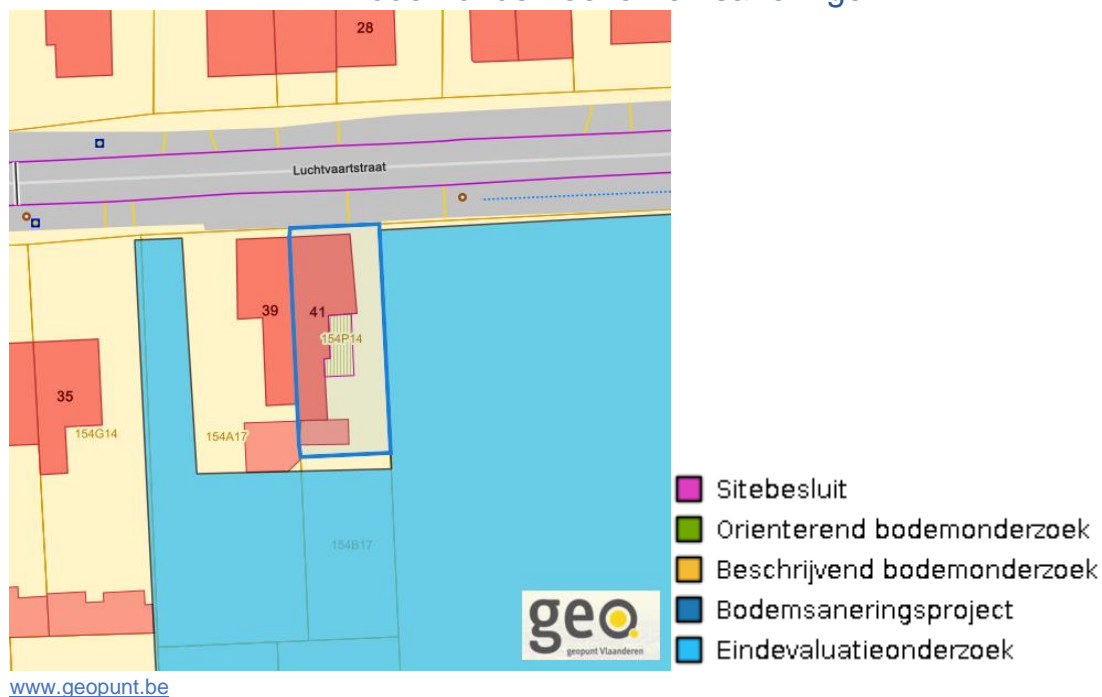 28
Luchtvaartstraat
39
41
154P14
35
154G14
154A17
154B17
geo.
geopunt Vlaanderen
Sitebesluit
Orienterend bodemonderzoek
Beschrijvend bodemonderzoek
Bodemsaneringsproject
Eindevaluatieonderzoek
www.geopunt.be